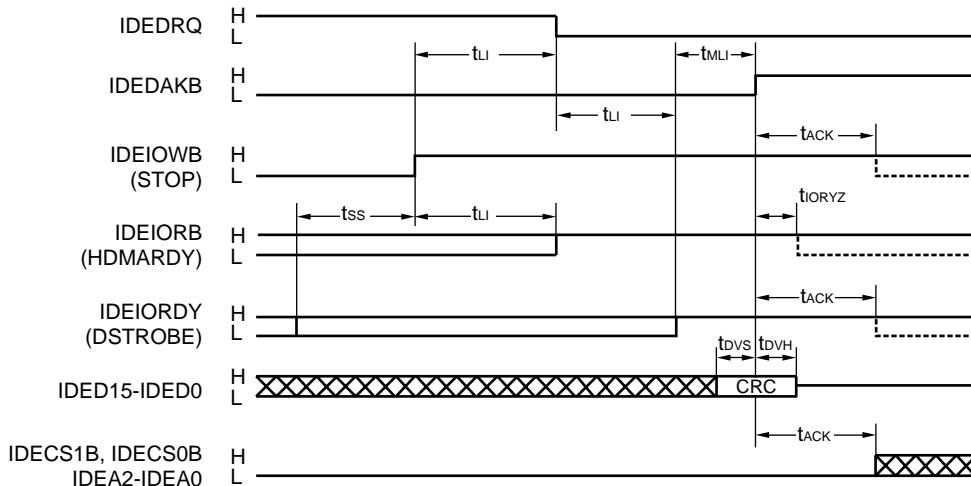 IDEDRQ
H
L
tLI
tMLI
IDEDAKB
H
L
tLI
tACK
IDEIOWB
(STOP)
H
L
tSS
tLI
tIORYZ
IDEIORB
(HDMARDY)
H
L
tACK
IDEIORDY
(DSTROBE)
H
L
tDVS
tDVH
IDED15-IDED0
H
L
CRC
tACK
IDECS1B, IDECS0B
IDEA2-IDEA0
H
L